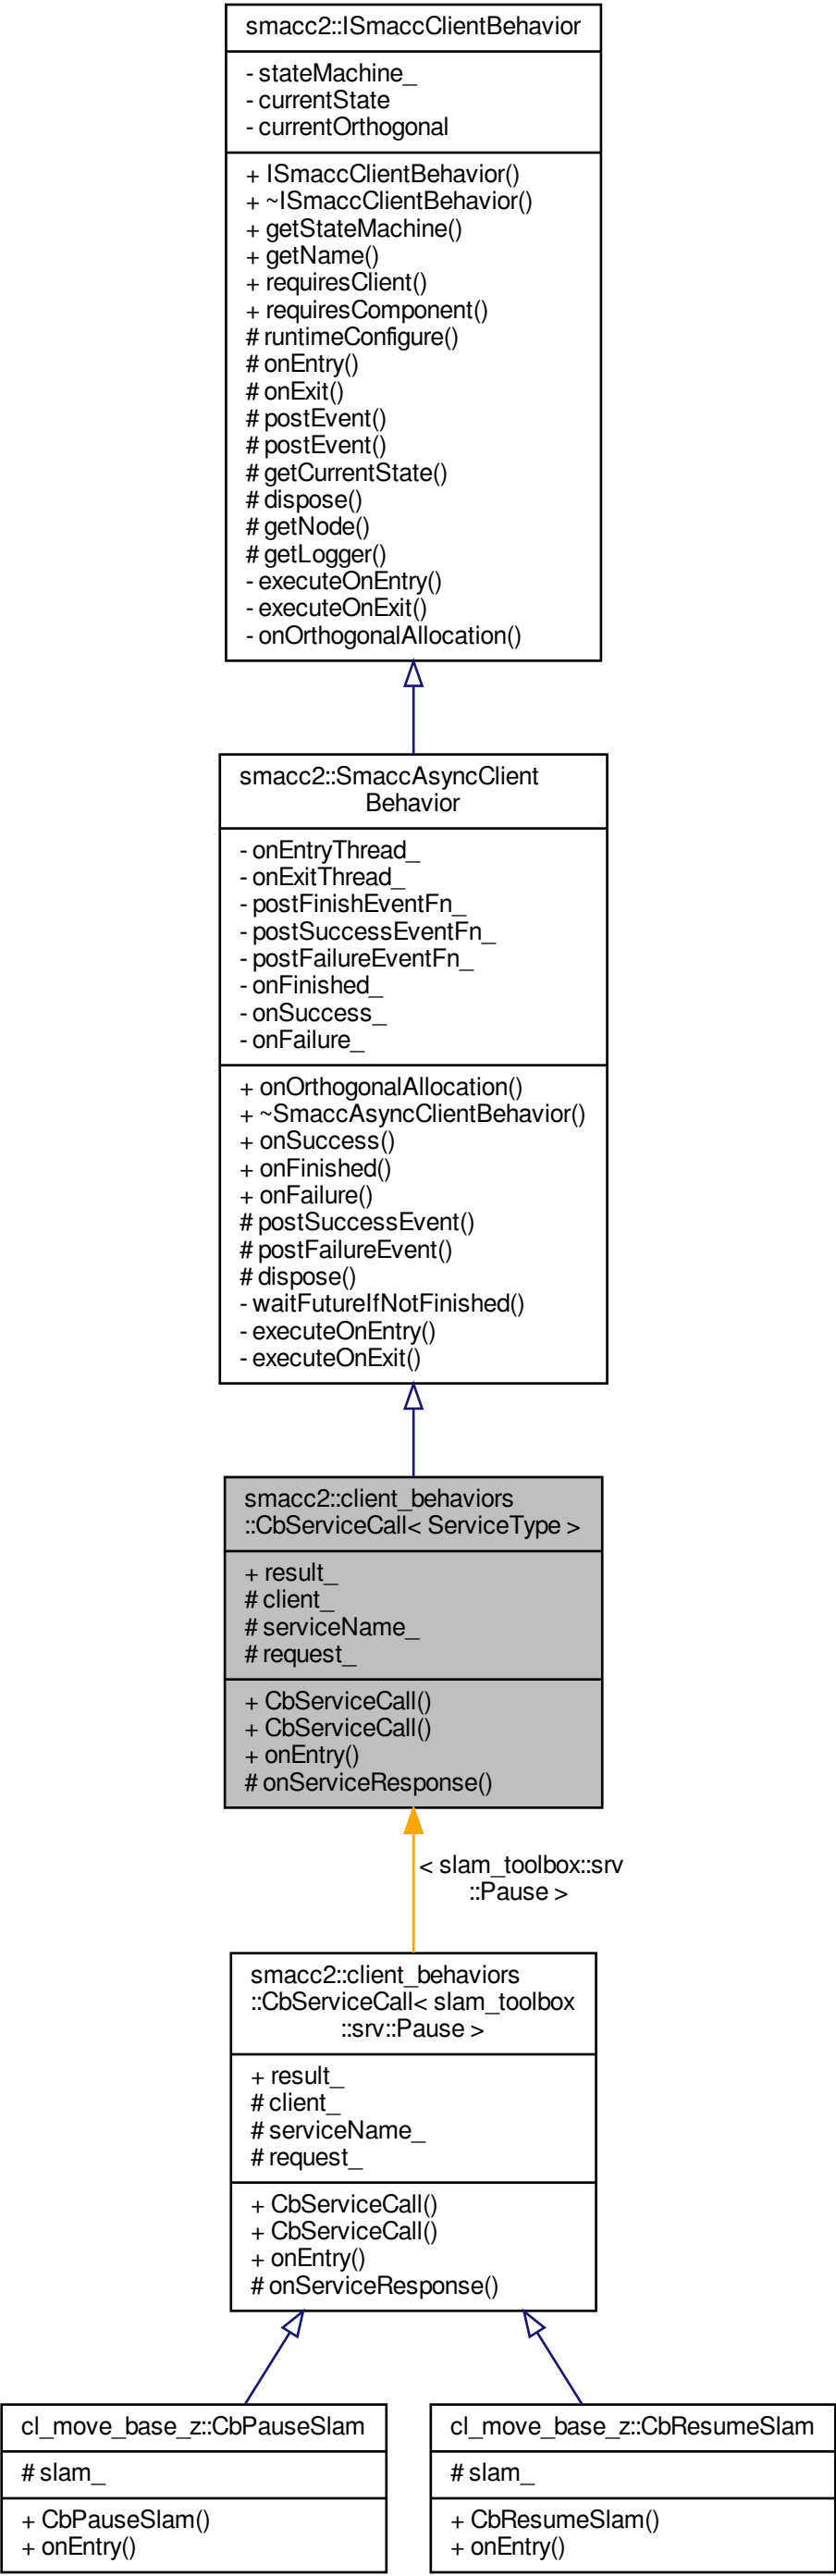 smacc2::ISmaccClientBehavior
- stateMachine_
- currentState
- currentOrthogonal
+ ISmaccClientBehavior()
+ ~ISmaccClientBehavior()
+ getStateMachine()
+ getName()
+ requiresClient()
+ requiresComponent()
# runtimeConfigure()
# onEntry()
# onExit()
# postEvent()
# postEvent()
# getCurrentState()
# dispose()
# getNode()
# getLogger()
- executeOnEntry()
- executeOnExit()
- onOrthogonalAllocation()
smacc2::SmaccAsyncClient
Behavior
- onEntryThread_
- onExitThread_
- postFinishEventFn_
- postSuccessEventFn_
- postFailureEventFn_
- onFinished_
- onSuccess_
- onFailure_
+ onOrthogonalAllocation()
+ ~SmaccAsyncClientBehavior()
+ onSuccess()
+ onFinished()
+ onFailure()
# postSuccessEvent()
# postFailureEvent()
# dispose()
- waitFutureIfNotFinished()
- executeOnEntry()
- executeOnExit()
smacc2::client_behaviors
::CbServiceCall< ServiceType >
+ result_
# client_
# serviceName_
# request_
+ CbServiceCall()
+ CbServiceCall()
+ onEntry()
# onServiceResponse()
< slam_toolbox::srv
::Pause >
smacc2::client_behaviors
::CbServiceCall< slam_toolbox
::srv::Pause >
+ result_
# client_
# serviceName_
# request_
+ CbServiceCall()
+ CbServiceCall()
+ onEntry()
# onServiceResponse()
cl_move_base_z::CbPauseSlam
# slam_
+ CbPauseSlam()
+ onEntry()
cl_move_base_z::CbResumeSlam
# slam_
+ CbResumeSlam()
+ onEntry()